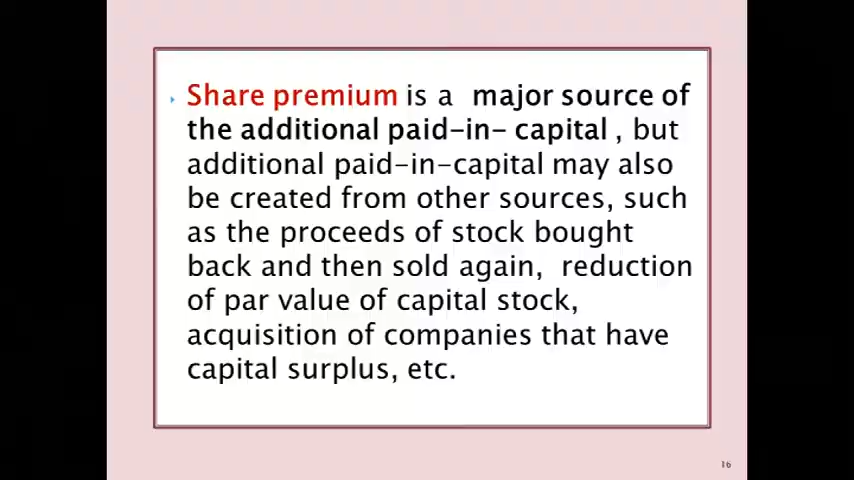 Share premium is a major source of
the additional paid-in- capital , but
additional paid-in-capital may also
be created from other sources, such
as the proceeds of stock bought
back and then sold again, reduction
of par value of capital stock,
acquisition of companies that have
capital surplus, etc.
16